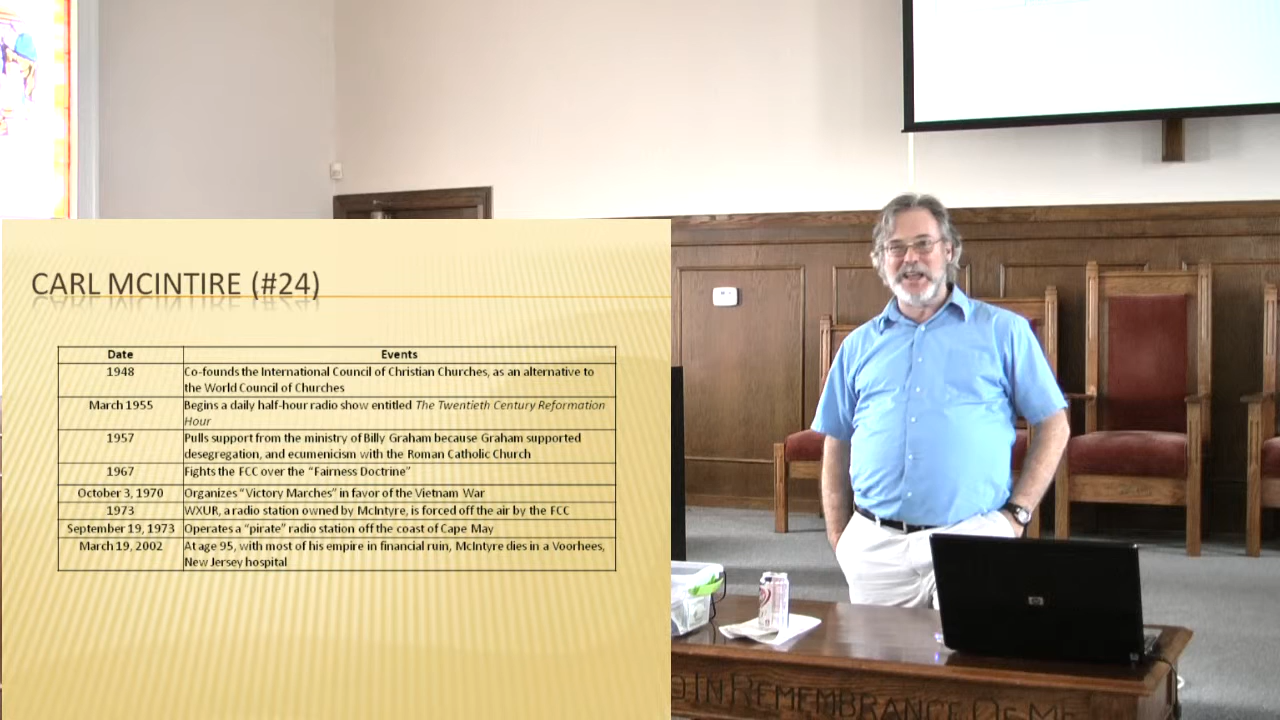 CARL MCINTIRE (#24)
Date Events
1948 Co-founds the International Council of Christian Churches, as an alternative to
the World Council of Churches
March 1955 Begins a daily half-hour radio show entitled The Twentieth Century Reformation
Hour
1957 Pulls support from the ministry of Billy Graham because Graham supported
desegregation, and ecumenicism with the Roman Catholic Church
1967 Fights the FCC over the “Fairness Doctrine”
October 3, 1970 Organizes “Victory Marches” in favor of the Vietnam War
1973 WXUR, a radio station owned by McIntyre, is forced off the air by the FCC
September 19, 1973 Operates a “pirate” radio station off the coast of Cape May
March 19, 2002 At age 95, with most of his empire in financial ruin, McIntyre dies in a Voorhees,
New Jersey hospital
hp
IN REMEMBRANCE OF ME